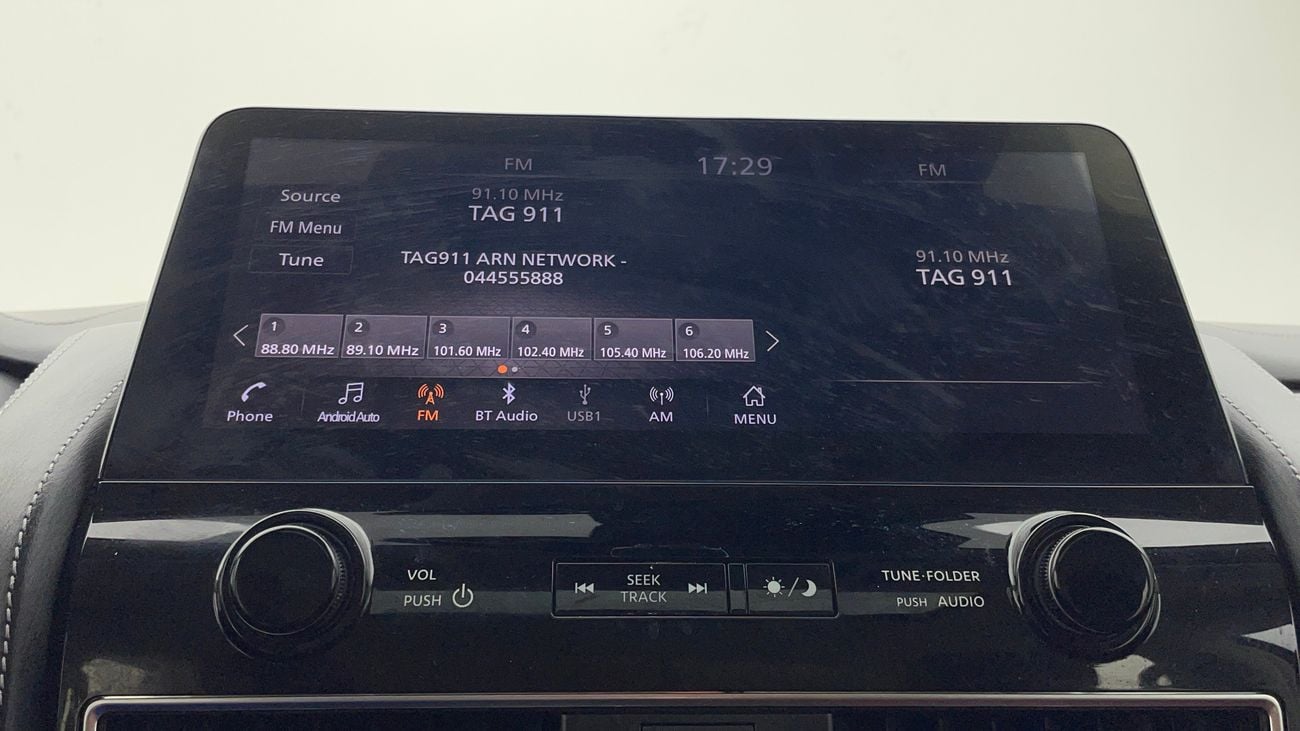 FM
17:29
FM
Source
FM Menu
Tune
91.10 MHz
TAG 911
TAG911 ARN NETWORK -
044555888
91.10 MHz
TAG 911
1
88.80 MHz
2
89.10 MHz
3
101.60 MHz
4
102.40 MHz
5
105.40 MHz
6
106.20 MHz
Phone
Android Auto
FM
BT Audio
USB1
AM
MENU
VOL
PUSH
SEEK
TRACK
TUNE·FOLDER
PUSH AUDIO